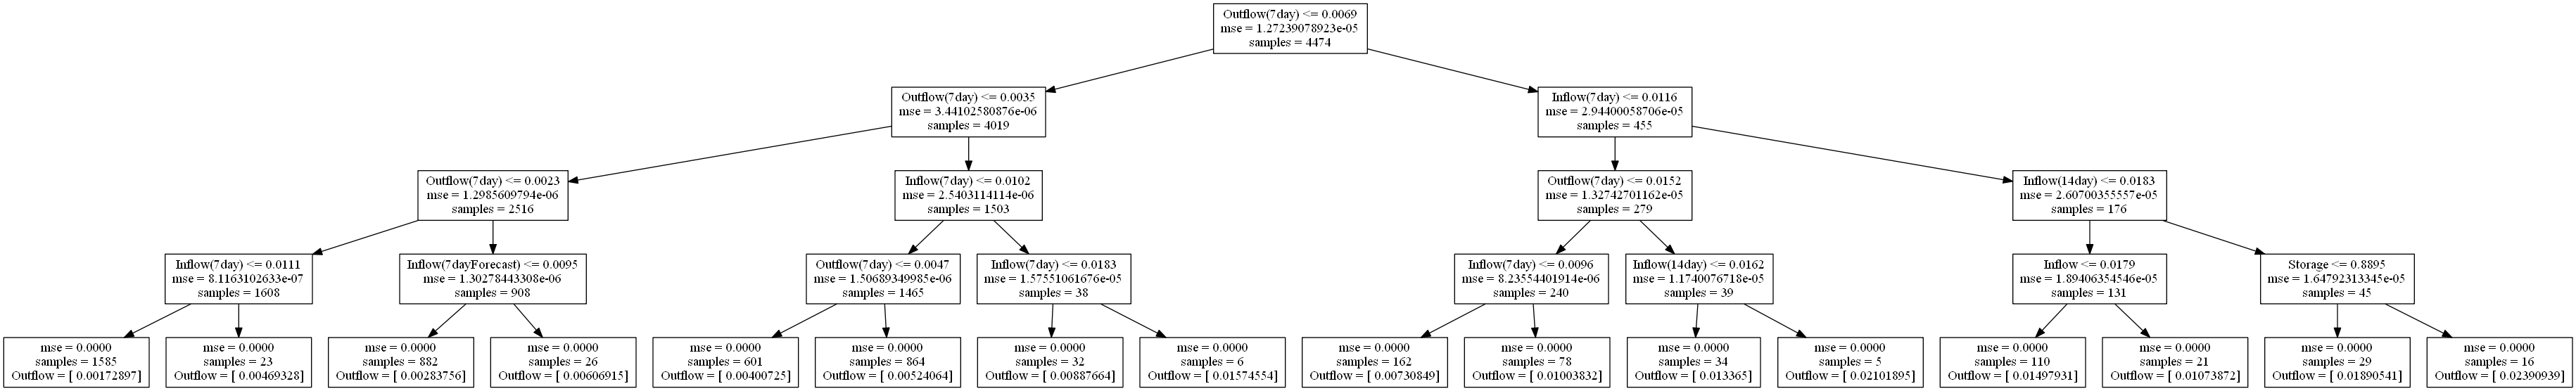 Outflow(7day) <= 0.0069
mse = 1.27239078923e-05
samples = 4474
Outflow(7day) <= 0.0035
mse = 3.44102580876e-06
samples = 4019
Inflow(7day) <= 0.0116
mse = 2.94400058706e-05
samples = 455
Outflow(7day) <= 0.0023
mse = 1.2985609794e-06
samples = 2516
Inflow(7day) <= 0.0102
mse = 2.5403114114e-06
samples = 1503
Outflow(7day) <= 0.0152
mse = 1.32742701162e-05
samples = 279
Inflow(14day) <= 0.0183
mse = 2.60700355557e-05
samples = 176
Inflow(7day) <= 0.0111
mse = 8.1163102633e-07
samples = 1608
Inflow(7dayForecast) <= 0.0095
mse = 1.30278443308e-06
samples = 908
Outflow(7day) <= 0.0047
mse = 1.50689349985e-06
samples = 1465
Inflow(7day) <= 0.0183
mse = 1.57551061676e-05
samples = 38
Inflow(7day) <= 0.0096
mse = 8.23554401914e-06
samples = 240
Inflow(14day) <= 0.0162
mse = 1.1740076718e-05
samples = 39
Inflow <= 0.0179
mse = 1.89406354546e-05
samples = 131
Storage <= 0.8895
mse = 1.64792313345e-05
samples = 45
mse = 0.0000
samples = 1585
Outflow = [ 0.00172897]
mse = 0.0000
samples = 23
Outflow = [ 0.00469328]
mse = 0.0000
samples = 882
Outflow = [ 0.00283756]
mse = 0.0000
samples = 26
Outflow = [ 0.00606915]
mse = 0.0000
samples = 601
Outflow = [ 0.00400725]
mse = 0.0000
samples = 864
Outflow = [ 0.00524064]
mse = 0.0000
samples = 32
Outflow = [ 0.00887664]
mse = 0.0000
samples = 6
Outflow = [ 0.01574554]
mse = 0.0000
samples = 162
Outflow = [ 0.00730849]
mse = 0.0000
samples = 78
Outflow = [ 0.01003832]
mse = 0.0000
samples = 34
Outflow = [ 0.013365]
mse = 0.0000
samples = 5
Outflow = [ 0.02101895]
mse = 0.0000
samples = 110
Outflow = [ 0.01497931]
mse = 0.0000
samples = 21
Outflow = [ 0.01073872]
mse = 0.0000
samples = 29
Outflow = [ 0.01890541]
mse = 0.0000
samples = 16
Outflow = [ 0.02390939]